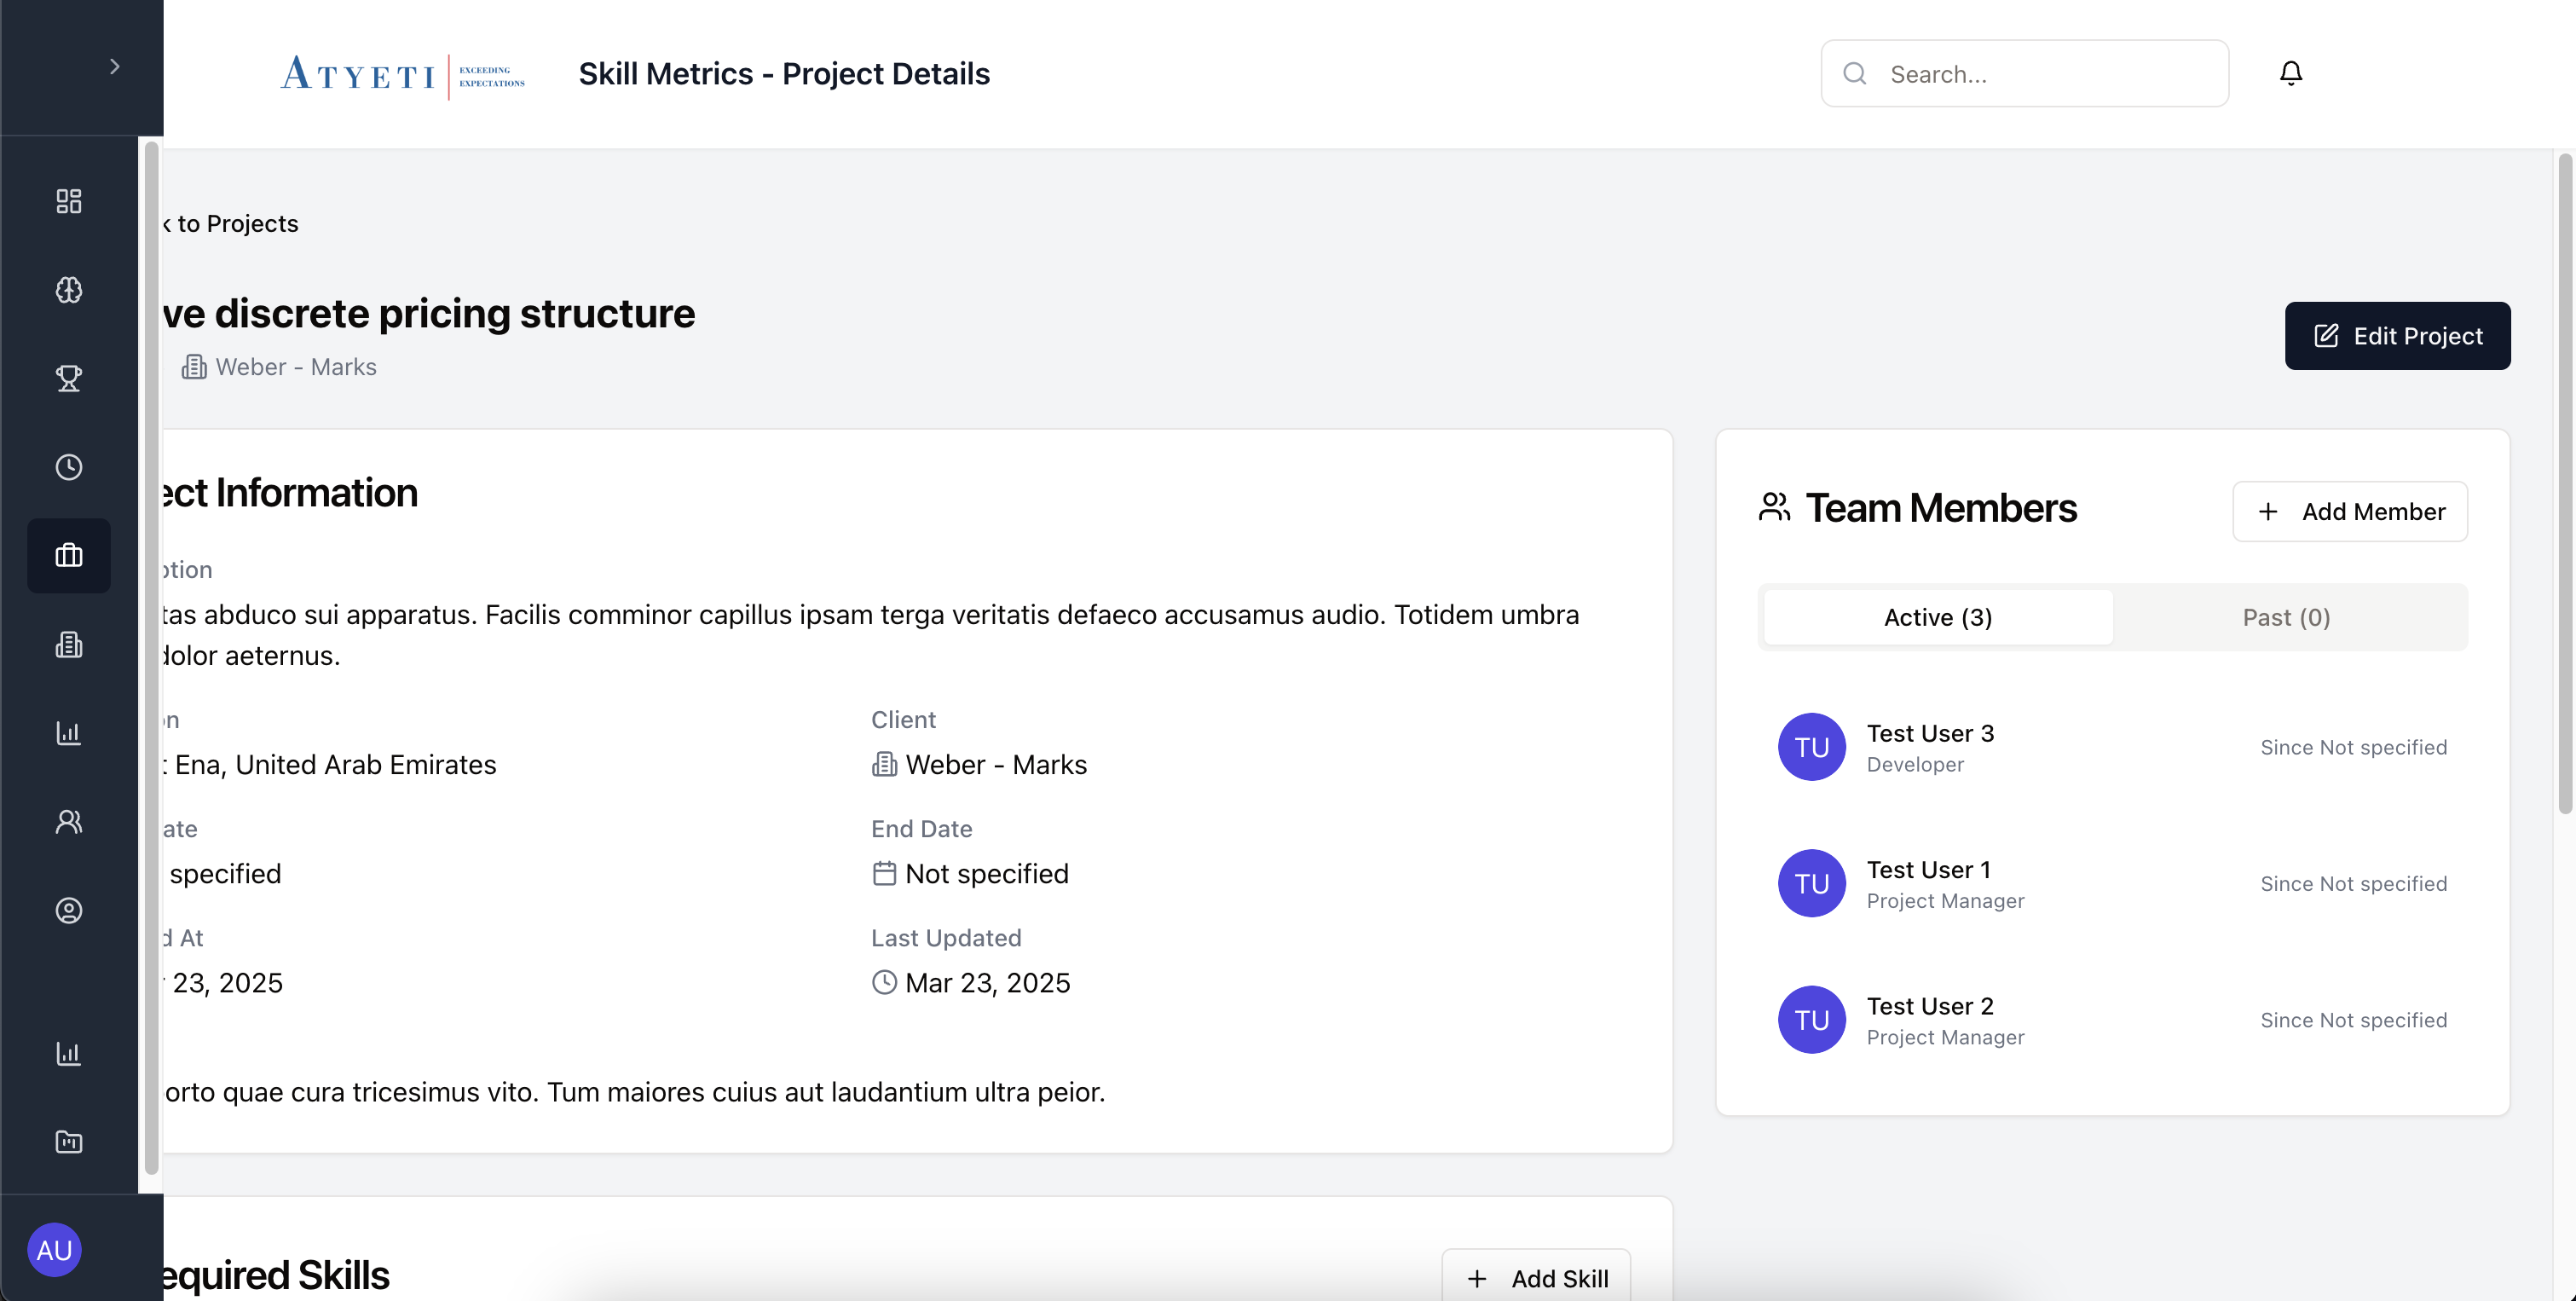 ATYETI EXCEEDING EXPECTATIONS
Skill Metrics - Project Details
Search...
to Projects
ve discrete pricing structure
Weber - Marks
Edit Project
ect Information
Team Members
Add Member
ption
Active (3)
Past (0)
tas abduco sui apparatus. Facilis comminor capillus ipsam terga veritatis defaeco accusamus audio. Totidem umbra
dolor aeternus.
on
Client
Ena, United Arab Emirates
Weber - Marks
TU
Test User 3
Developer
Since Not specified
ate
End Date
specified
Not specified
TU
Test User 1
Project Manager
Since Not specified
d At
Last Updated
23, 2025
Mar 23, 2025
TU
Test User 2
Project Manager
Since Not specified
orto quae cura tricesimus vito. Tum maiores cuius aut laudantium ultra peior.
AU
equired Skills
Add Skill